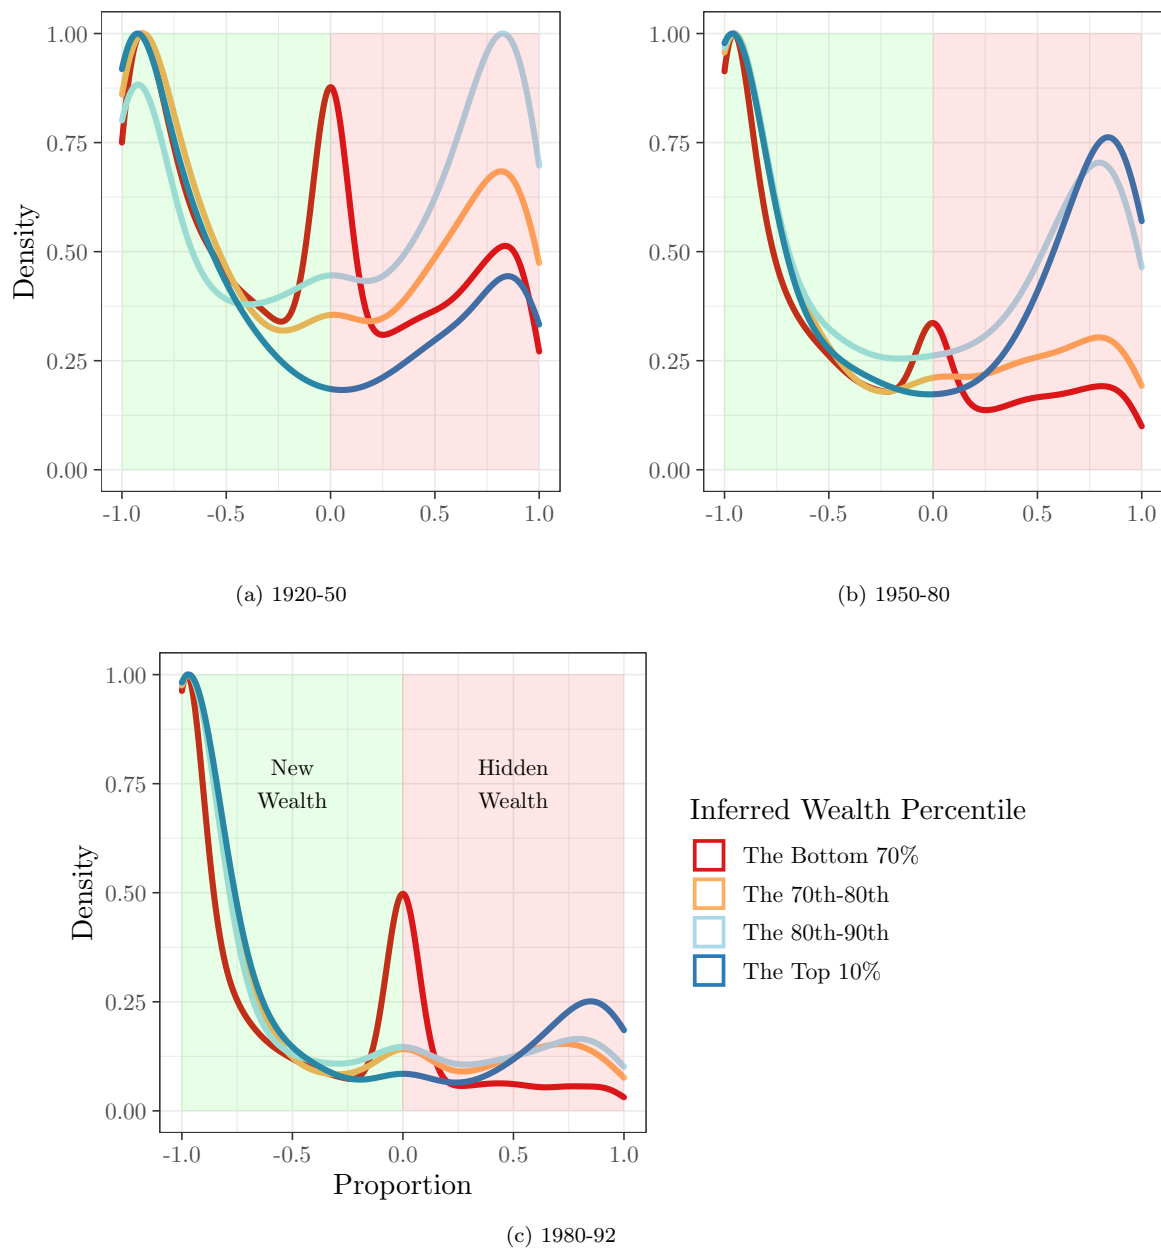 1.00
0.75
0.50
0.25
0.00
Density
-1.0 -0.5 0.0 0.5 1.0
(a) 1920-50
1.00
0.75
0.50
0.25
0.00
-1.0 -0.5 0.0 0.5 1.0
(b) 1950-80
1.00
0.75
0.50
0.25
0.00
Density
New
Wealth
Hidden
Wealth
-1.0 -0.5 0.0 0.5 1.0
Proportion
Inferred Wealth Percentile
The Bottom 70%
The 70th-80th
The 80th-90th
The Top 10%
(c) 1980-92